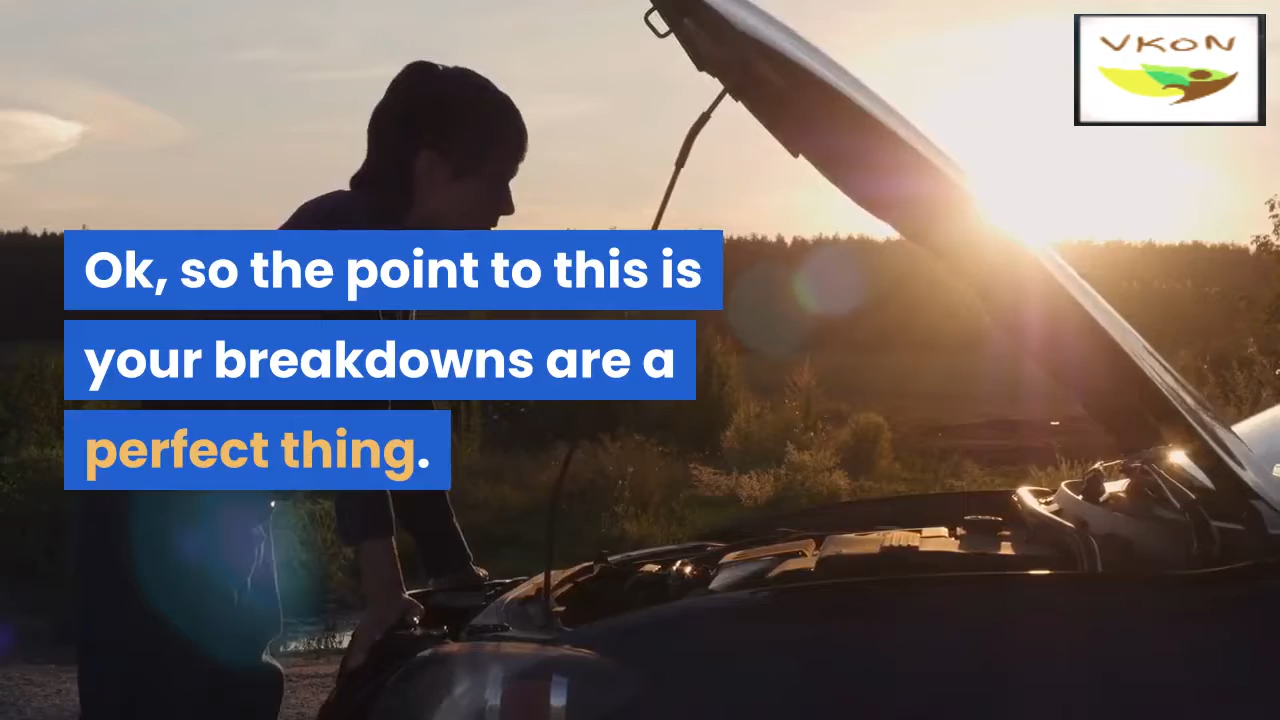 VKON
Ok, so the point to this is
your breakdowns are a
perfect thing.